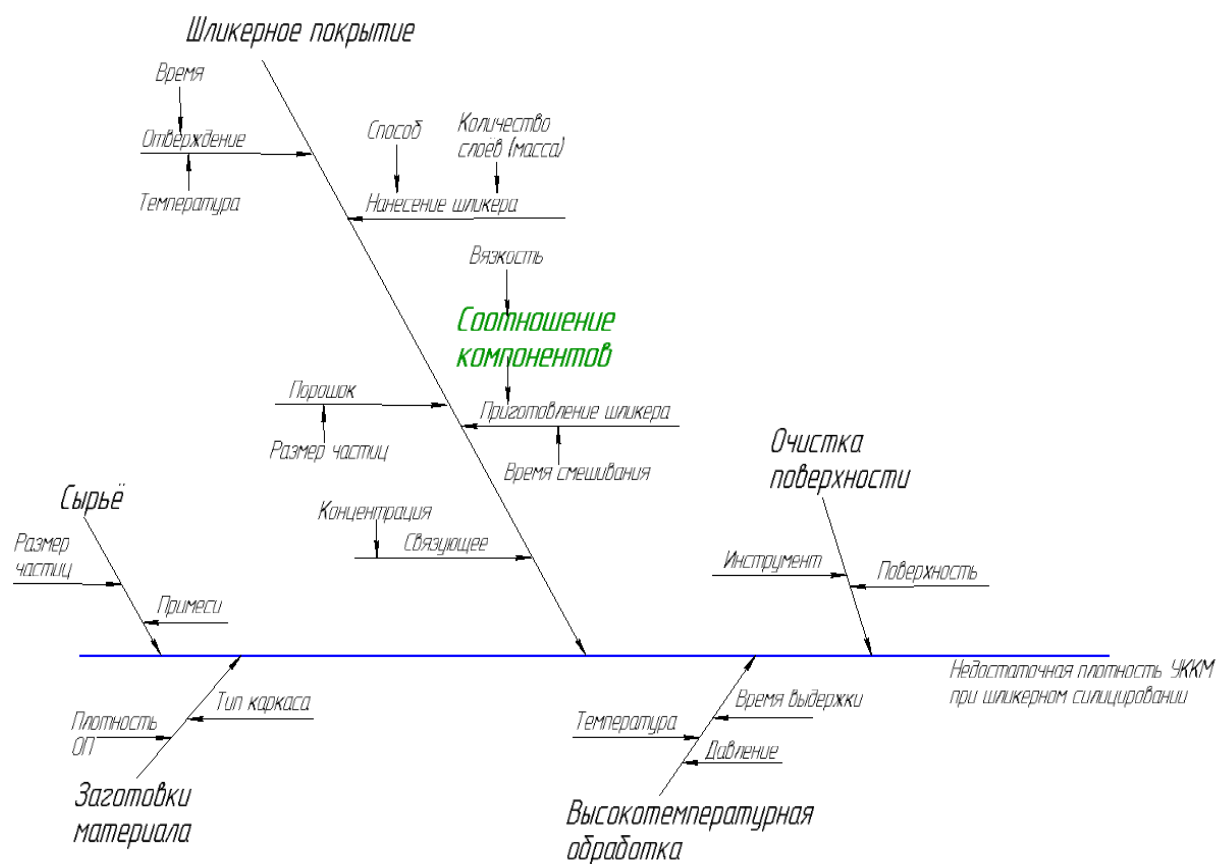 Шликерное покрытие
Время
Отверждение
Температура
Способ
Количество
слоёв (масса)
Нанесение шликера
Вязкость
Соотношение
компонентов
Порошок
Размер частиц
Приготовление шликера
Время смешивания
Концентрация
Связующее
Очистка
поверхности
Инструмент
Поверхность
Сырьё
Размер
частиц
Примеси
Недостаточная плотность УККМ
при шликерном силицировании
Тип каркаса
Плотность
ОП
Заготовки
материала
Время выдержки
Температура
Давление
Высокотемпературная
обработка